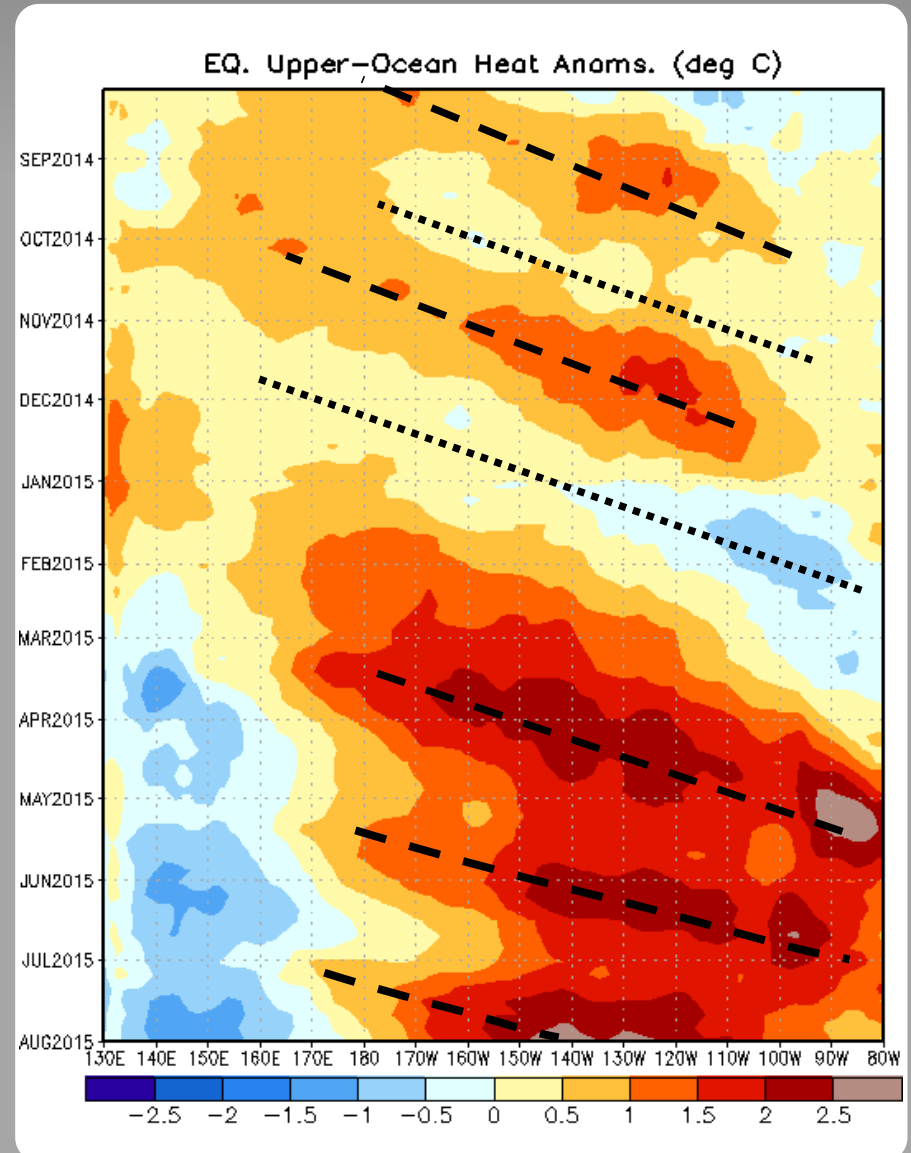 EQ. Upper-Ocean Heat Anoms. (deg C)
SEP2014
OCT2014
NOV2014
DEC2014
JAN2015
FEB2015
MAR2015
APR2015
MAY2015
JUN2015
JUL2015
AUG2015
130E 140E 150E 160E 170E 180 170W 160W 150W 140W 130W 120W 110W 100W 90W 80W
-2.5 -2 -1.5 -1 -0.5 0 0.5 1 1.5 2 2.5